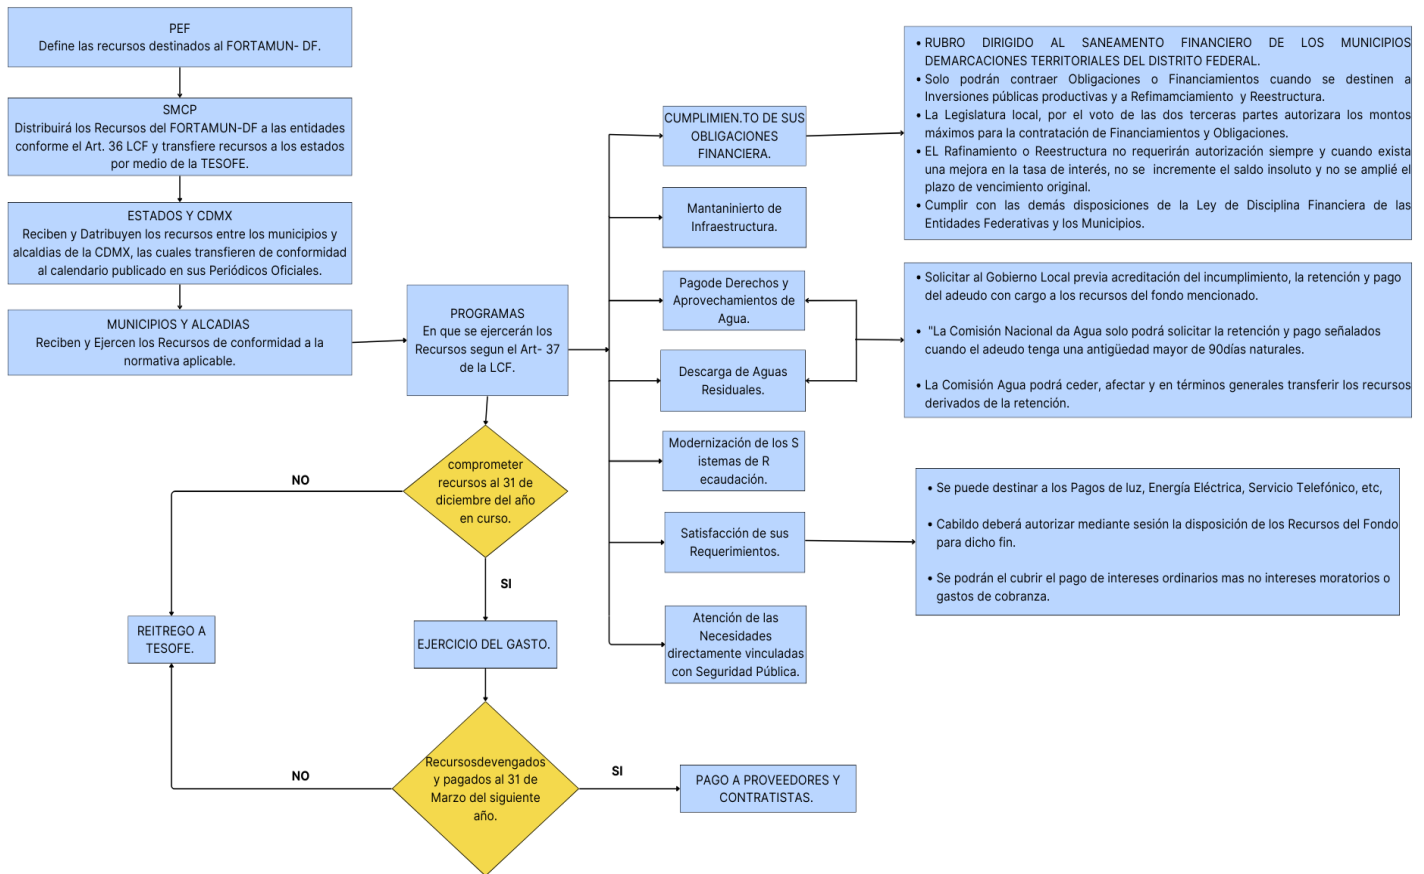 PEF
Define las recursos destinados al FORTAMUN- DF.
SMCP
Distribuirá los Recursos del FORTAMUN-DF a las entidades
conforme el Art. 36 LCF y transfiere recursos a los estados
por medio de la TESOFE.
ESTADOS Y CDMX
Reciben y Datribuyen los recursos entre los municipios y
alcaldias de la CDMX, las cuales transfieren de conformidad
al calendario publicado en sus Periódicos Oficiales.
MUNICIPIOS Y ALCADIAS
Reciben y Ejercen los Recursos de conformidad a la
normativa aplicable.
PROGRAMAS
En que se ejercerán los
Recursos segun el Art- 37
de la LCF.
comprometer
recursos al 31 de
diciembre del año
en curso.
NO
SI
REITREGO A
TESOFE.
EJERCICIO DEL GASTO.
Recursosdevengados
y pagados al 31 de
Marzo del siguiente
año.
NO
SI
PAGO A PROVEEDORES Y
CONTRATISTAS.
CUMPLIMIEN.TO DE SUS
OBLIGACIONES
FINANCIERA.
Mantaninierto de
Infraestructura.
Pagode Derechos y
Aprovechamientos de
Agua.
Descarga de Aguas
Residuales.
Modernización de los S
istemas de R
ecaudación.
Satisfacción de sus
Requerimientos.
Atención de las
Necesidades
directamente vinculadas
con Seguridad Pública.
• RUBRO DIRIGIDO AL SANEAMENTO FINANCIERO DE LOS MUNICIPIOS
DEMARCACIONES TERRITORIALES DEL DISTRITO FEDERAL.
• Solo podrán contraer Obligaciones o Financiamientos cuando se destinen a
Inversiones públicas productivas y a Refimamciamiento y Reestructura.
• La Legislatura local, por el voto de las dos terceras partes autorizara los montos
máximos para la contratación de Financiamientos y Obligaciones.
• EL Rafinamiento o Reestructura no requerirán autorización siempre y cuando exista
una mejora en la tasa de interés, no se incremente el saldo insoluto y no se amplié el
plazo de vencimiento original.
• Cumplir con las demás disposiciones de la Ley de Disciplina Financiera de las
Entidades Federativas y los Municipios.
• Solicitar al Gobierno Local previa acreditación del incumplimiento, la retención y pago
del adeudo con cargo a los recursos del fondo mencionado.
• "La Comisión Nacional da Agua solo podrá solicitar la retención y pago señalados
cuando el adeudo tenga una antigüedad mayor de 90días naturales.
• La Comisión Agua podrá ceder, afectar y en términos generales transferir los recursos
derivados de la retención.
• Se puede destinar a los Pagos de luz, Energía Eléctrica, Servicio Telefónico, etc,
• Cabildo deberá autorizar mediante sesión la disposición de los Recursos del Fondo
para dicho fin.
• Se podrán el cubrir el pago de intereses ordinarios mas no intereses moratorios o
gastos de cobranza.